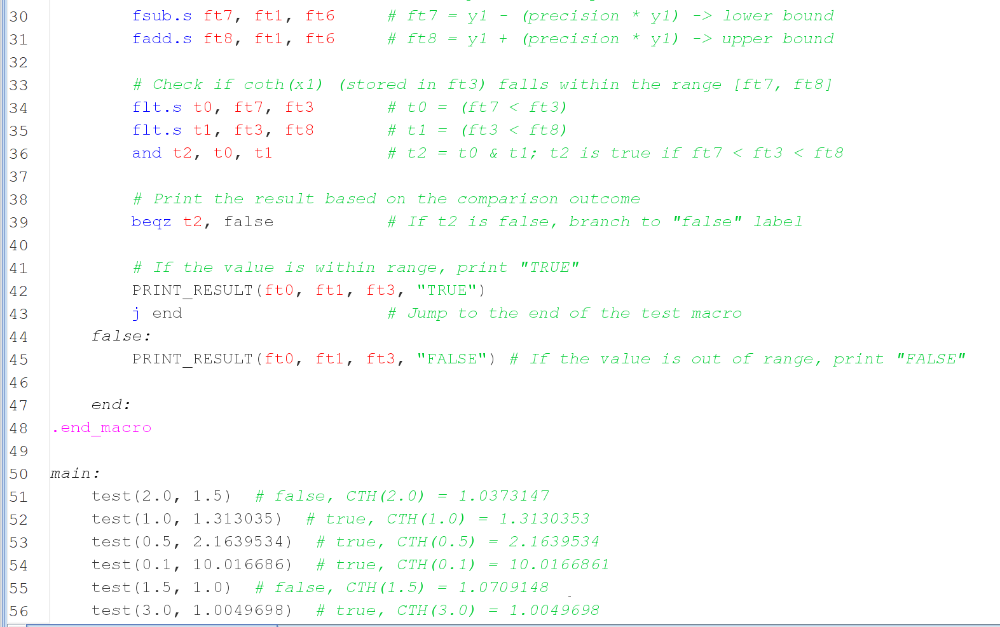 30 fsub.s ft7, ft1, ft6 # ft7 = y1 - (precision * y1) -> lower bound
31 fadd.s ft8, ft1, ft6 # ft8 = y1 + (precision * y1) -> upper bound
32
33 # Check if coth(x1) (stored in ft3) falls within the range [ft7, ft8]
34 flt.s t0, ft7, ft3 # t0 = (ft7 < ft3)
35 flt.s t1, ft3, ft8 # t1 = (ft3 < ft8)
36 and t2, t0, t1 # t2 = t0 & t1; t2 is true if ft7 < ft3 < ft8
37
38 # Print the result based on the comparison outcome
39 beqz t2, false # If t2 is false, branch to "false" label
40
41 # If the value is within range, print "TRUE"
42 PRINT_RESULT(ft0, ft1, ft3, "TRUE")
43 j end # Jump to the end of the test macro
44 false:
45 PRINT_RESULT(ft0, ft1, ft3, "FALSE") # If the value is out of range, print "FALSE"
46
47 end:
48 .end_macro
49
50 main:
51 test(2.0, 1.5) # false, CTH(2.0) = 1.0373147
52 test(1.0, 1.313035) # true, CTH(1.0) = 1.3130353
53 test(0.5, 2.1639534) # true, CTH(0.5) = 2.1639534
54 test(0.1, 10.016686) # true, CTH(0.1) = 10.0166861
55 test(1.5, 1.0) # false, CTH(1.5) = 1.0709148
56 test(3.0, 1.0049698) # true, CTH(3.0) = 1.0049698